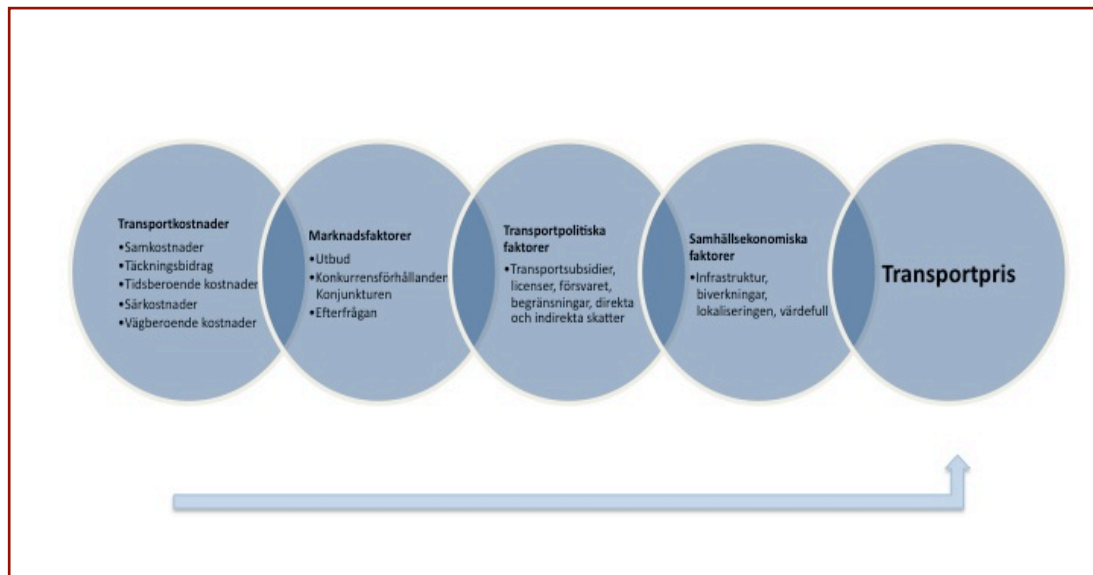 Transportkostnader
•Samkostnader
•Täckningsbidrag
•Tidsberoende kostnader
•Särkostnader
•Vägberoende kostnader
Marknadsfaktorer
•Utbud
•Konkurrensförhållanden
Konjunkturen
•Efterfrågan
Transportpolitiska
faktorer
•Transportsubsidier,
licenser, försvaret,
begränsningar, direkta
och indirekta skatter
Samhällsekonomiska
faktorer
•Infrastruktur,
biverkningar,
lokaliseringen, värdefull
Transportpris